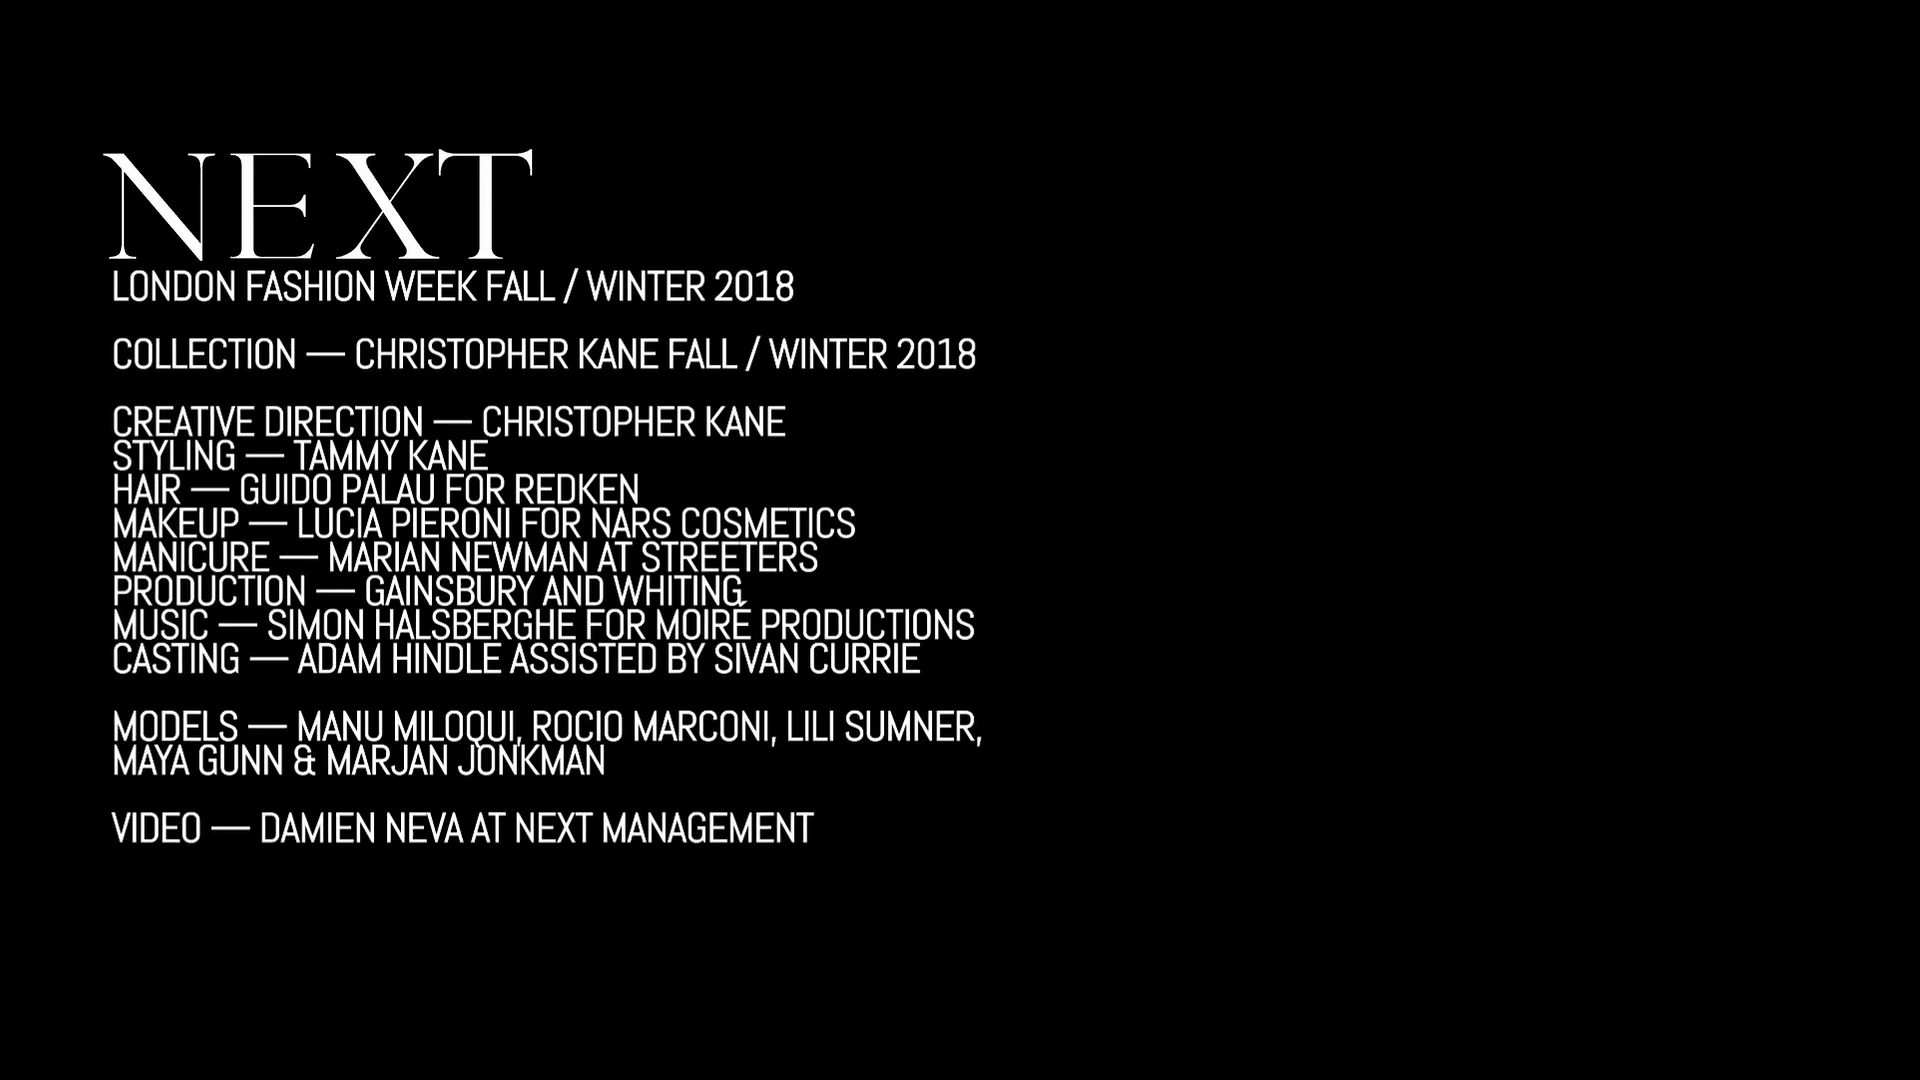 NEXT
LONDON FASHION WEEK FALL / WINTER 2018
COLLECTION — CHRISTOPHER KANE FALL / WINTER 2018
CREATIVE DIRECTION — CHRISTOPHER KANE
STYLING — TAMMY KANE
HAIR — GUIDO PALAU FOR REDKEN
MAKEUP — LUCIA PIERONI FOR NARS COSMETICS
MANICURE — MARIAN NEWMAN AT STREETERS
PRODUCTION — GAINSBURY AND WHITING
MUSIC — SIMON HALSBERGHE FOR MOIRÉ PRODUCTIONS
CASTING — ADAM HINDLE ASSISTED BY SIVAN CURRIE
MODELS — MANU MILOQUI, ROCIO MARCONI, LILI SUMNER,
MAYA GUNN & MARJAN JONKMAN
VIDEO — DAMIEN NEVA AT NEXT MANAGEMENT